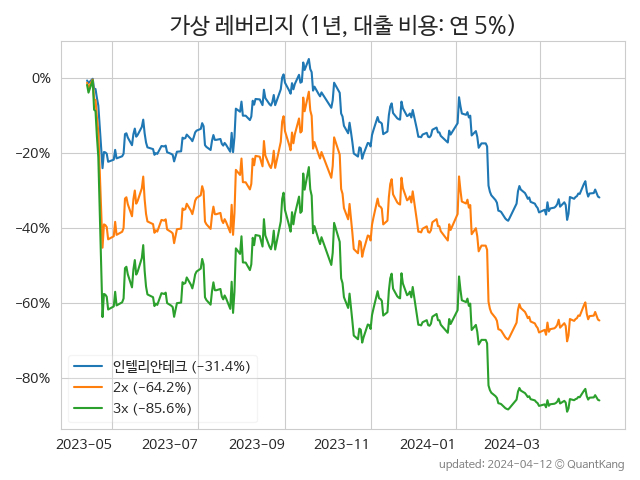 가상 레버리지 (1년, 대출 비용: 연 5%)
0%
−20%
−40%
−60%
−80%
인텔리안테크 (−31.4%)
2x (−64.2%)
3x (−85.6%)
2023-05 2023-07 2023-09 2023-11 2024-01 2024-03
updated: 2024-04-12 © QuantKang